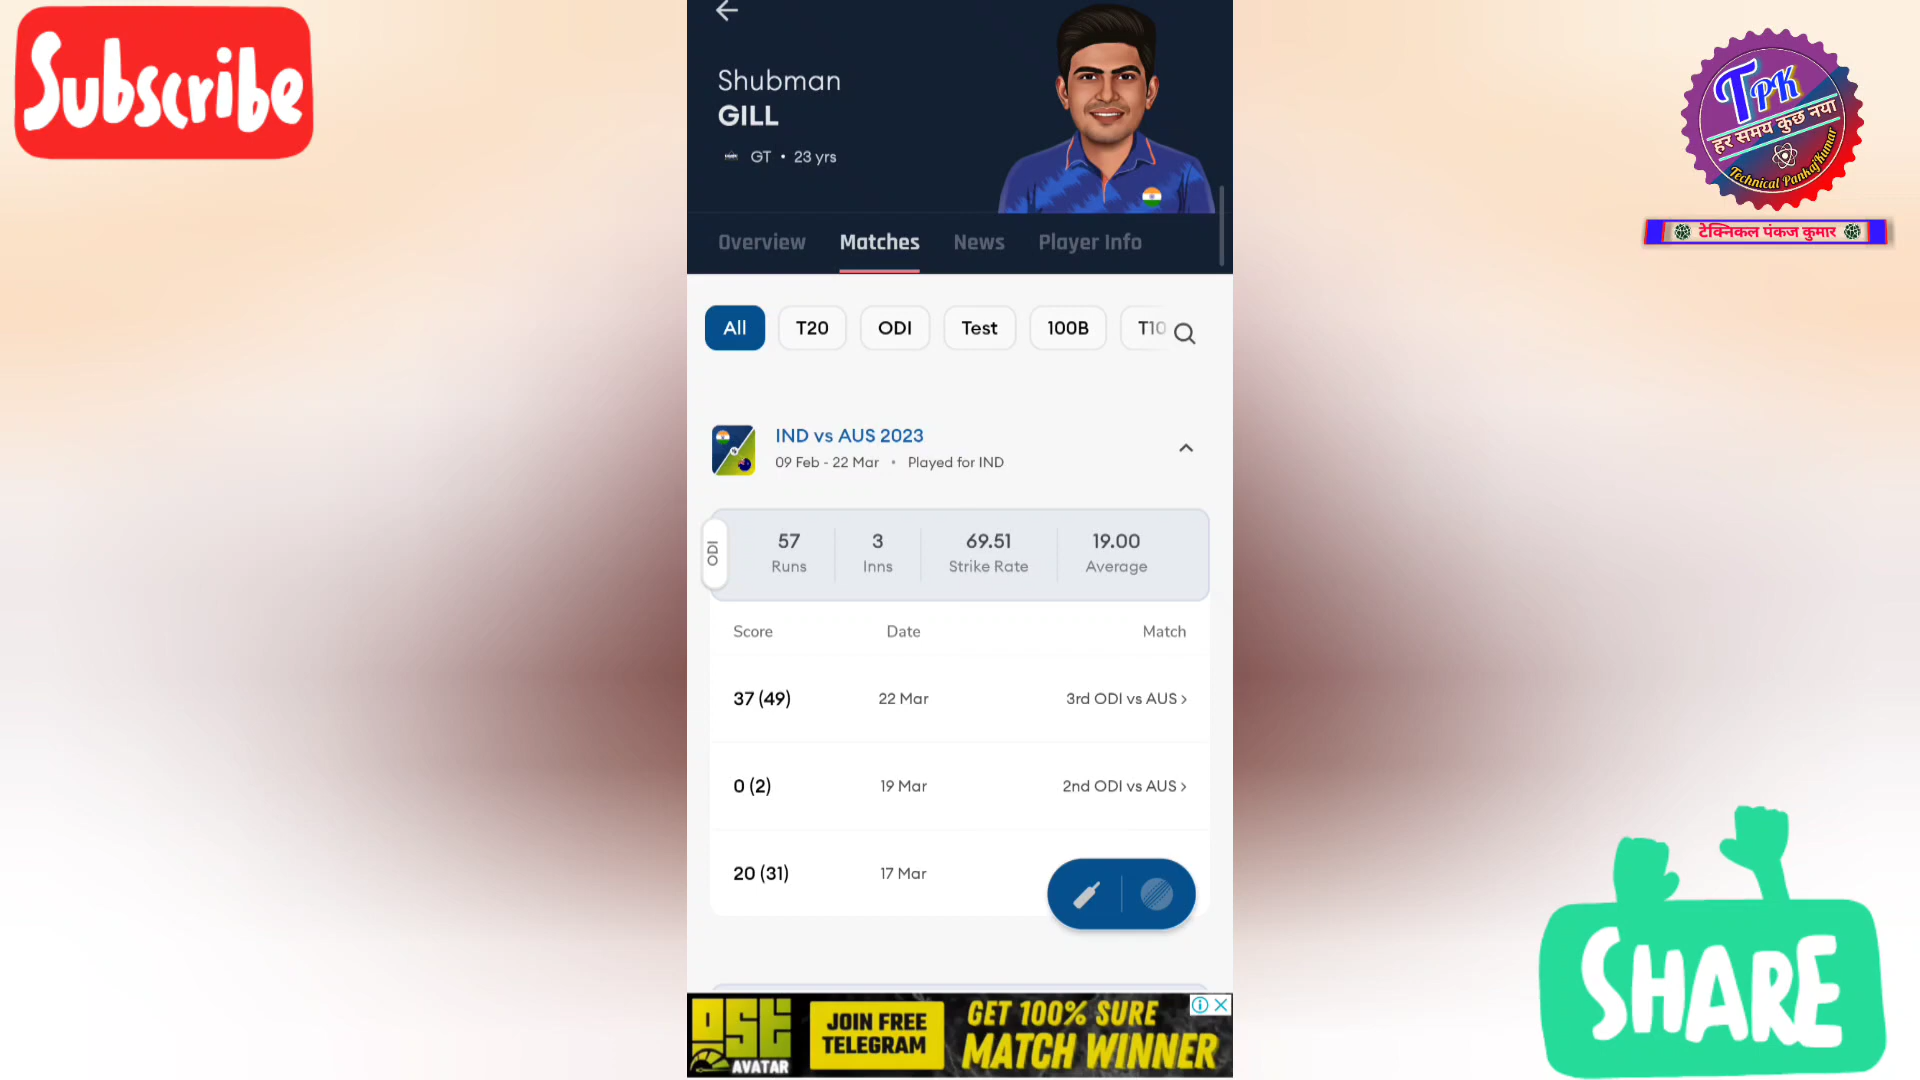 Subscribe
Shubman
GILL
GT • 23 yrs
Overview Matches News Player Info
All T20 ODI Test 100B T10
IND vs AUS 2023
09 Feb - 22 Mar • Played for IND
ODI
57 3 69.51 19.00
Runs Inns Strike Rate Average
Score Date Match
37 (49) 22 Mar 3rd ODI vs AUS >
0 (2) 19 Mar 2nd ODI vs AUS >
20 (31) 17 Mar
JOIN FREE
TELEGRAM
AVATAR
GET 100% SURE
MATCH WINNER
TPK
हर समय कुछ नया
Technical PankajKumar
टेक्निकल पंकज कुमार
SHARE